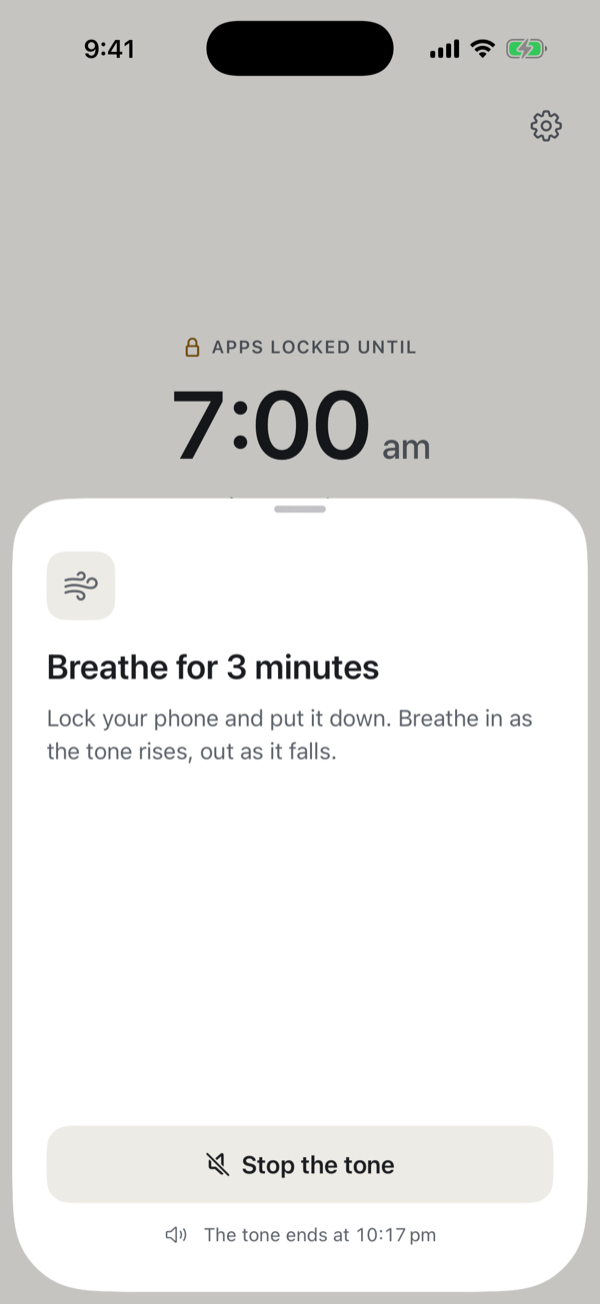 9:41
APPS LOCKED UNTIL
7:00 am
Breathe for 3 minutes
Lock your phone and put it down. Breathe in as
the tone rises, out as it falls.
Stop the tone
The tone ends at 10:17 pm